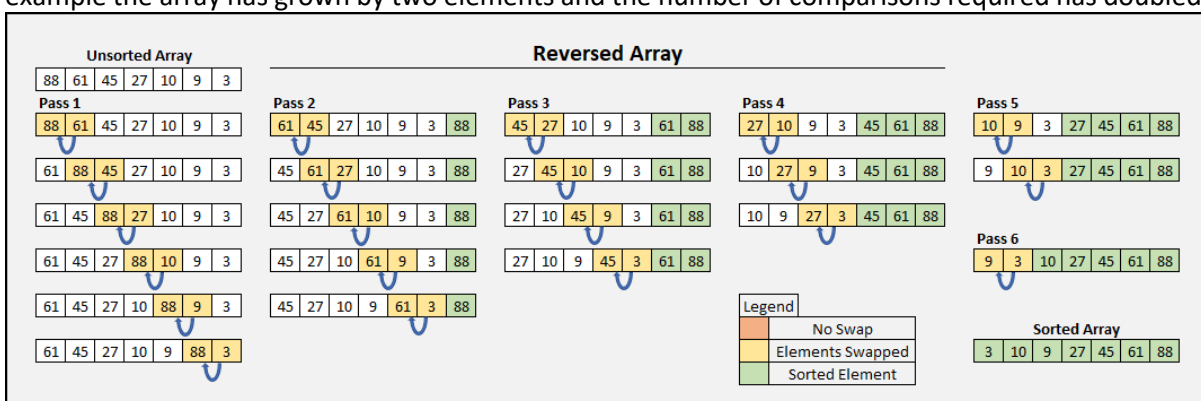 example the array has grown by two elements and the number of comparisons required has doubled
Unsorted Array
88 61 45 27 10 9 3
Reversed Array
Pass 1
88 61 45 27 10 9 3
61 88 45 27 10 9 3
61 45 88 27 10 9 3
61 45 27 88 10 9 3
61 45 27 10 88 9 3
61 45 27 10 9 88 3
Pass 2
61 45 27 10 9 3 88
45 61 27 10 9 3 88
45 27 61 10 9 3 88
45 27 10 61 9 3 88
45 27 10 9 61 3 88
Pass 3
45 27 10 9 3 61 88
27 45 10 9 3 61 88
27 10 45 9 3 61 88
27 10 9 45 3 61 88
Pass 4
27 10 9 3 45 61 88
10 27 9 3 45 61 88
10 9 27 3 45 61 88
Legend
No Swap
Elements Swapped
Sorted Element
Pass 5
10 9 3 27 45 61 88
9 10 3 27 45 61 88
Pass 6
9 3 10 27 45 61 88
Sorted Array
3 10 9 27 45 61 88